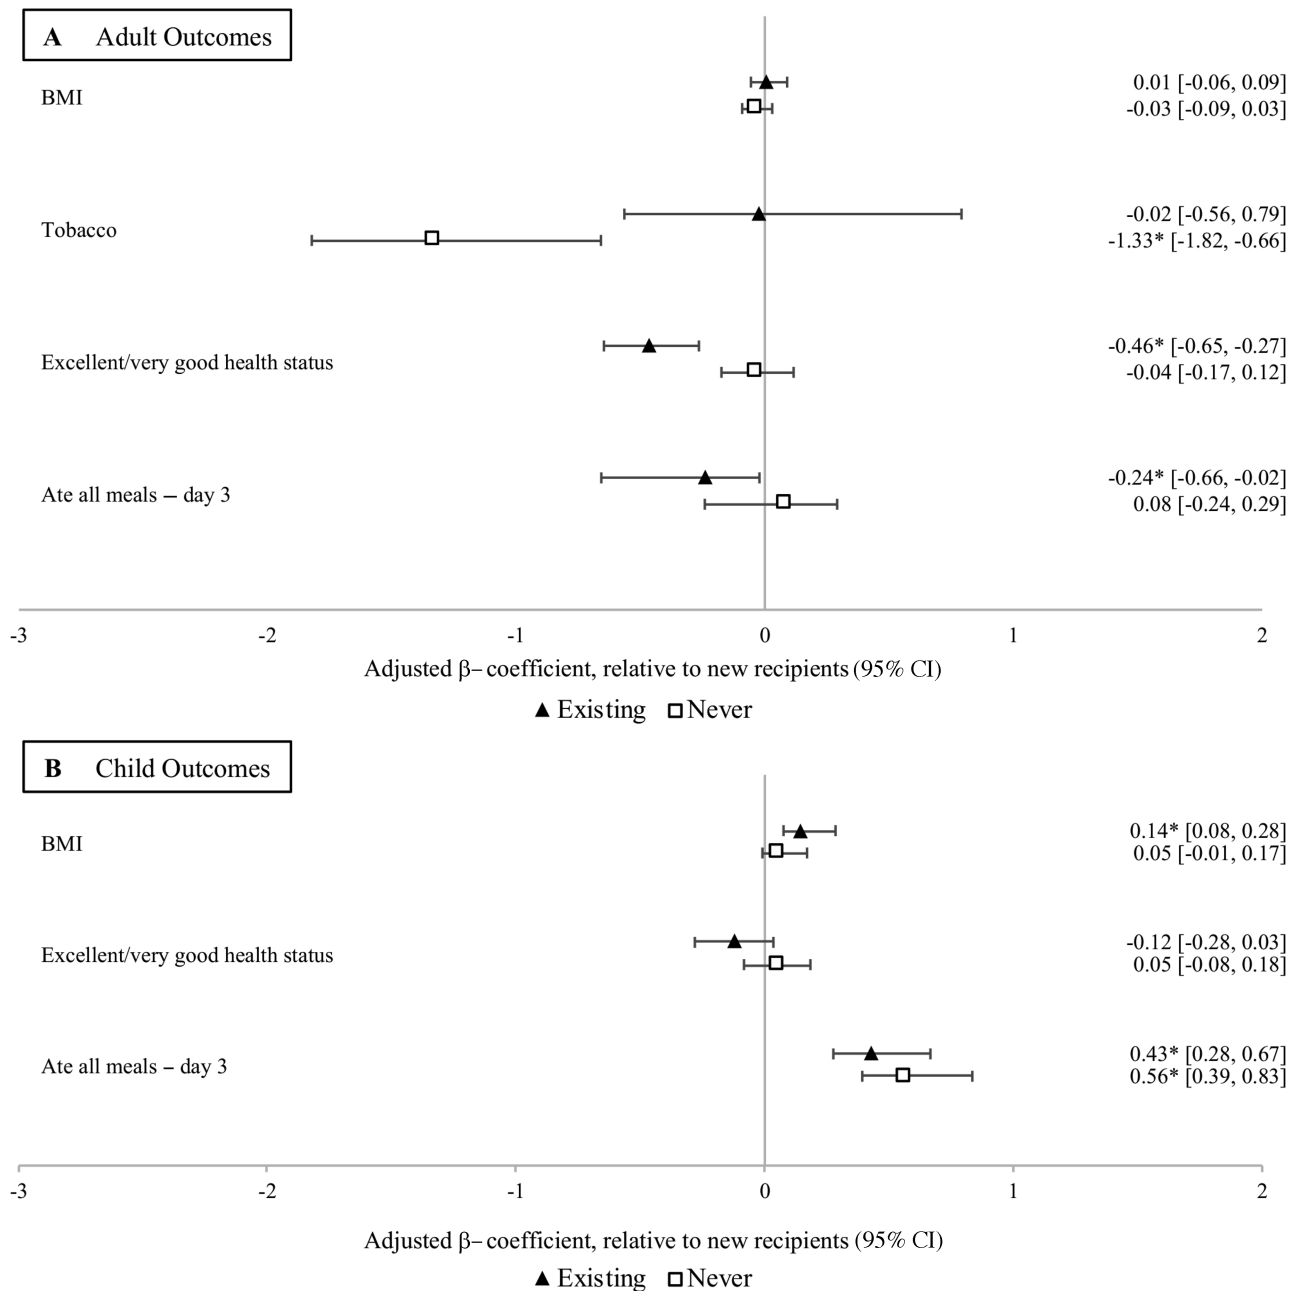 A Adult Outcomes
BMI
0.01 [-0.06, 0.09]
-0.03 [-0.09, 0.03]
Tobacco
-0.02 [-0.56, 0.79]
-1.33* [-1.82, -0.66]
Excellent/very good health status
-0.46* [-0.65, -0.27]
-0.04 [-0.17, 0.12]
Ate all meals – day 3
-0.24* [-0.66, -0.02]
0.08 [-0.24, 0.29]
-3 -2 -1 0 1 2
Adjusted β–coefficient, relative to new recipients (95% CI)
Existing Never
B Child Outcomes
BMI
0.14* [0.08, 0.28]
0.05 [-0.01, 0.17]
Excellent/very good health status
-0.12 [-0.28, 0.03]
0.05 [-0.08, 0.18]
Ate all meals – day 3
0.43* [0.28, 0.67]
0.56* [0.39, 0.83]
-3 -2 -1 0 1 2
Adjusted β–coefficient, relative to new recipients (95% CI)
Existing Never